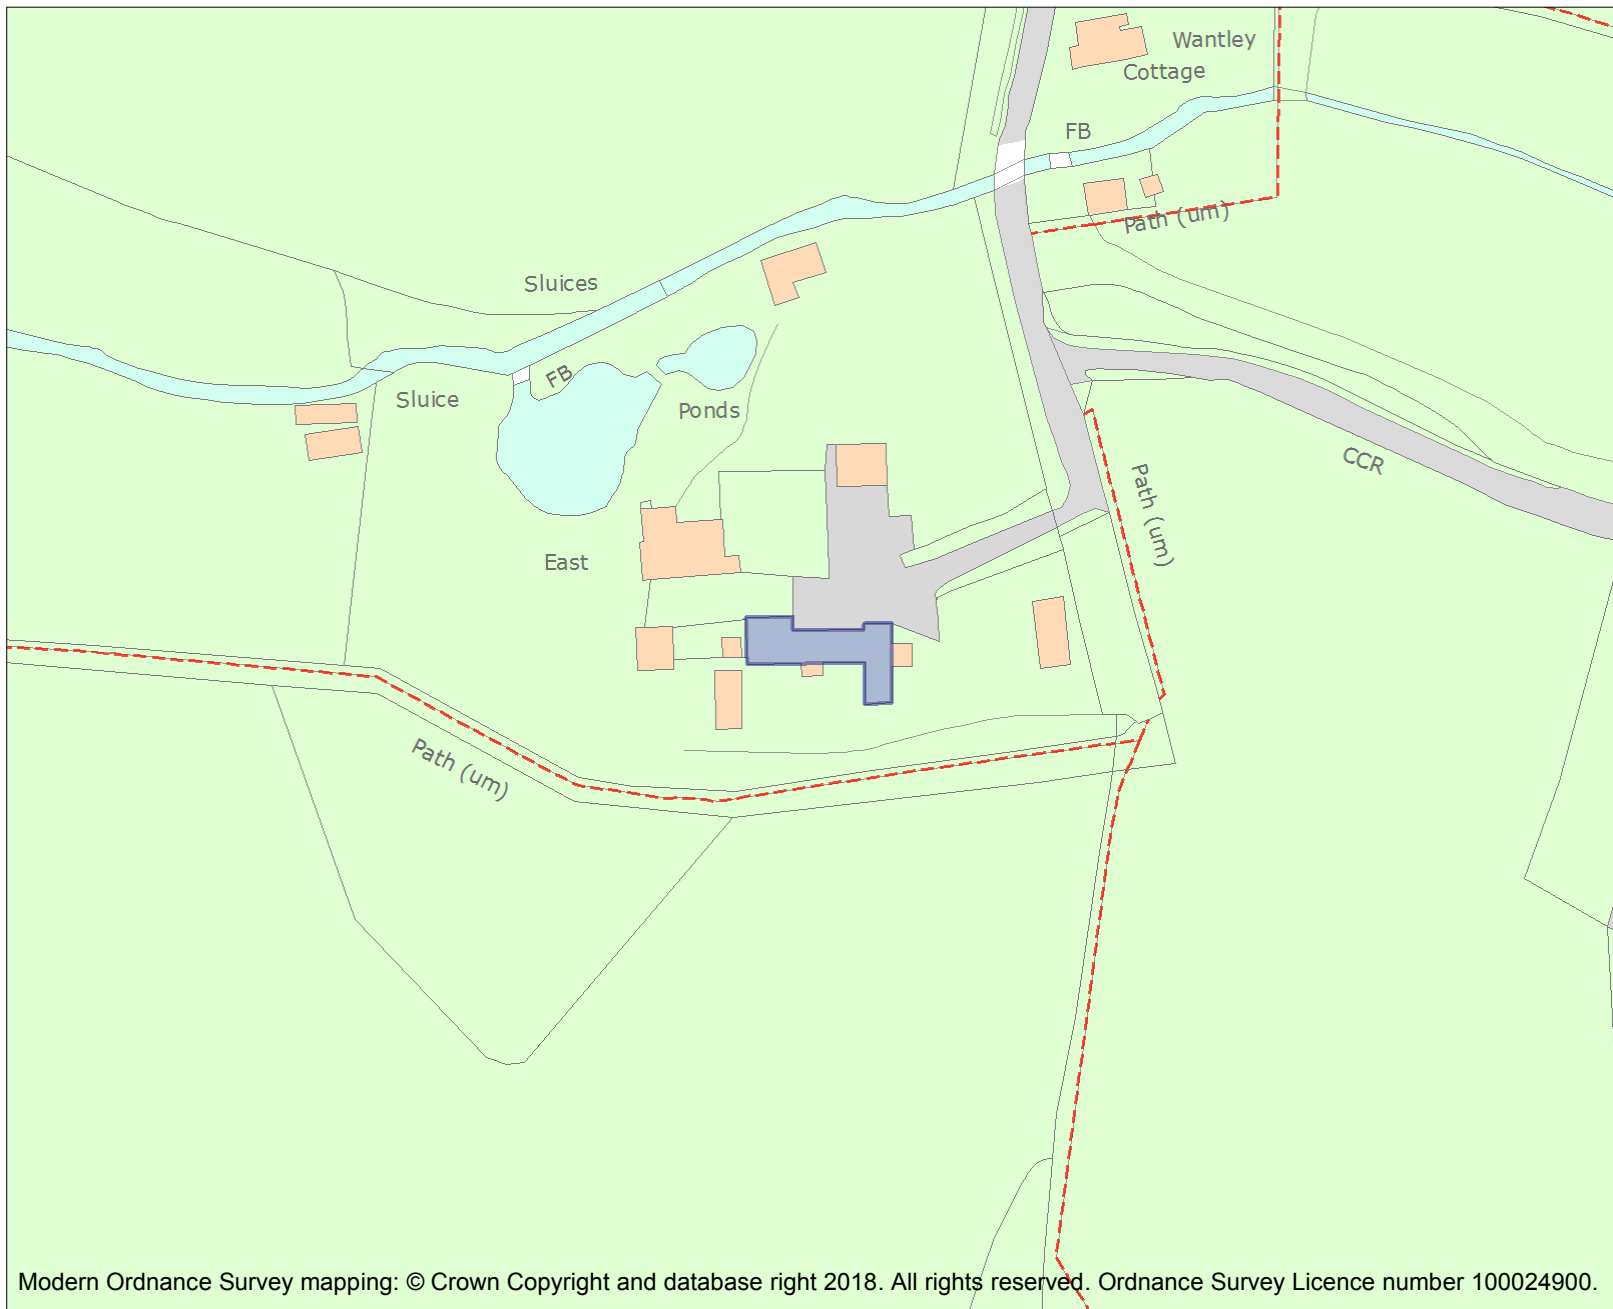 Wantley
Cottage
FB
Path (um)
Sluices
FB
Sluice
Ponds
CCR
Path (um)
East
Path (um)
Modern Ordnance Survey mapping: © Crown Copyright and database right 2018. All rights reserved. Ordnance Survey Licence number 100024900.